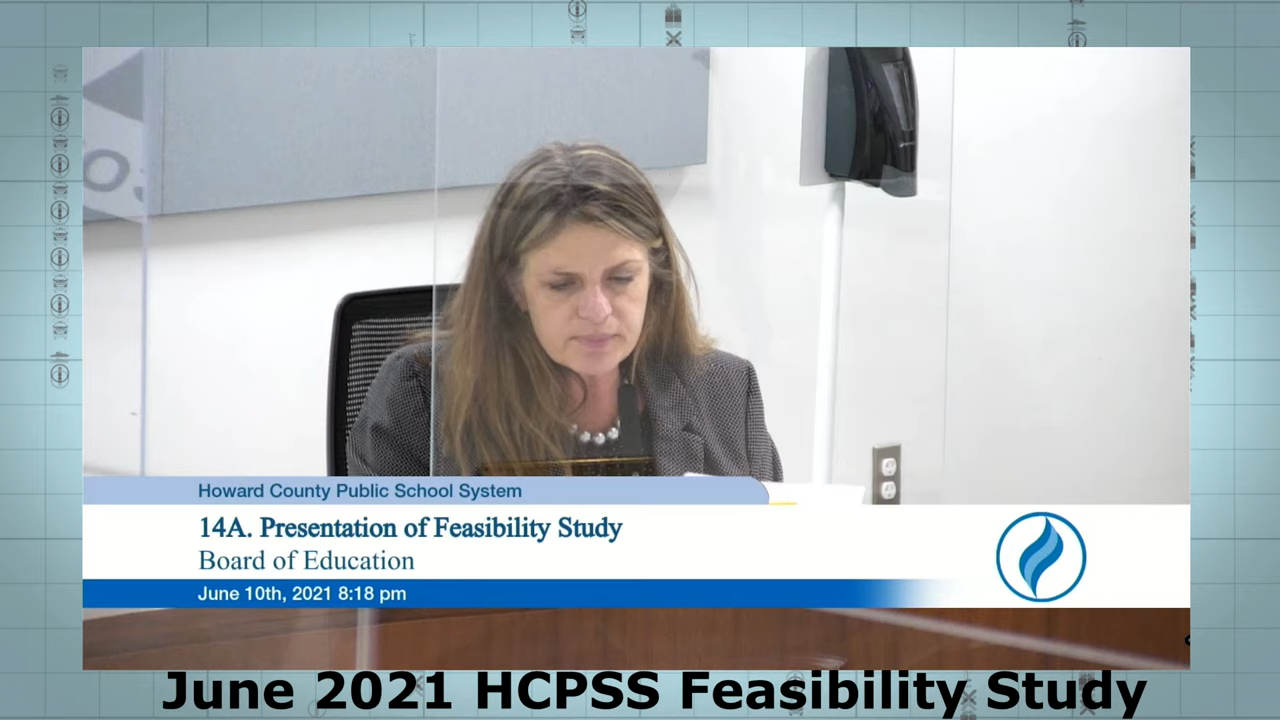 Howard County Public School System
14A. Presentation of Feasibility Study
Board of Education
June 10th, 2021 8:18 pm
June 2021 HCPSS Feasibility Study